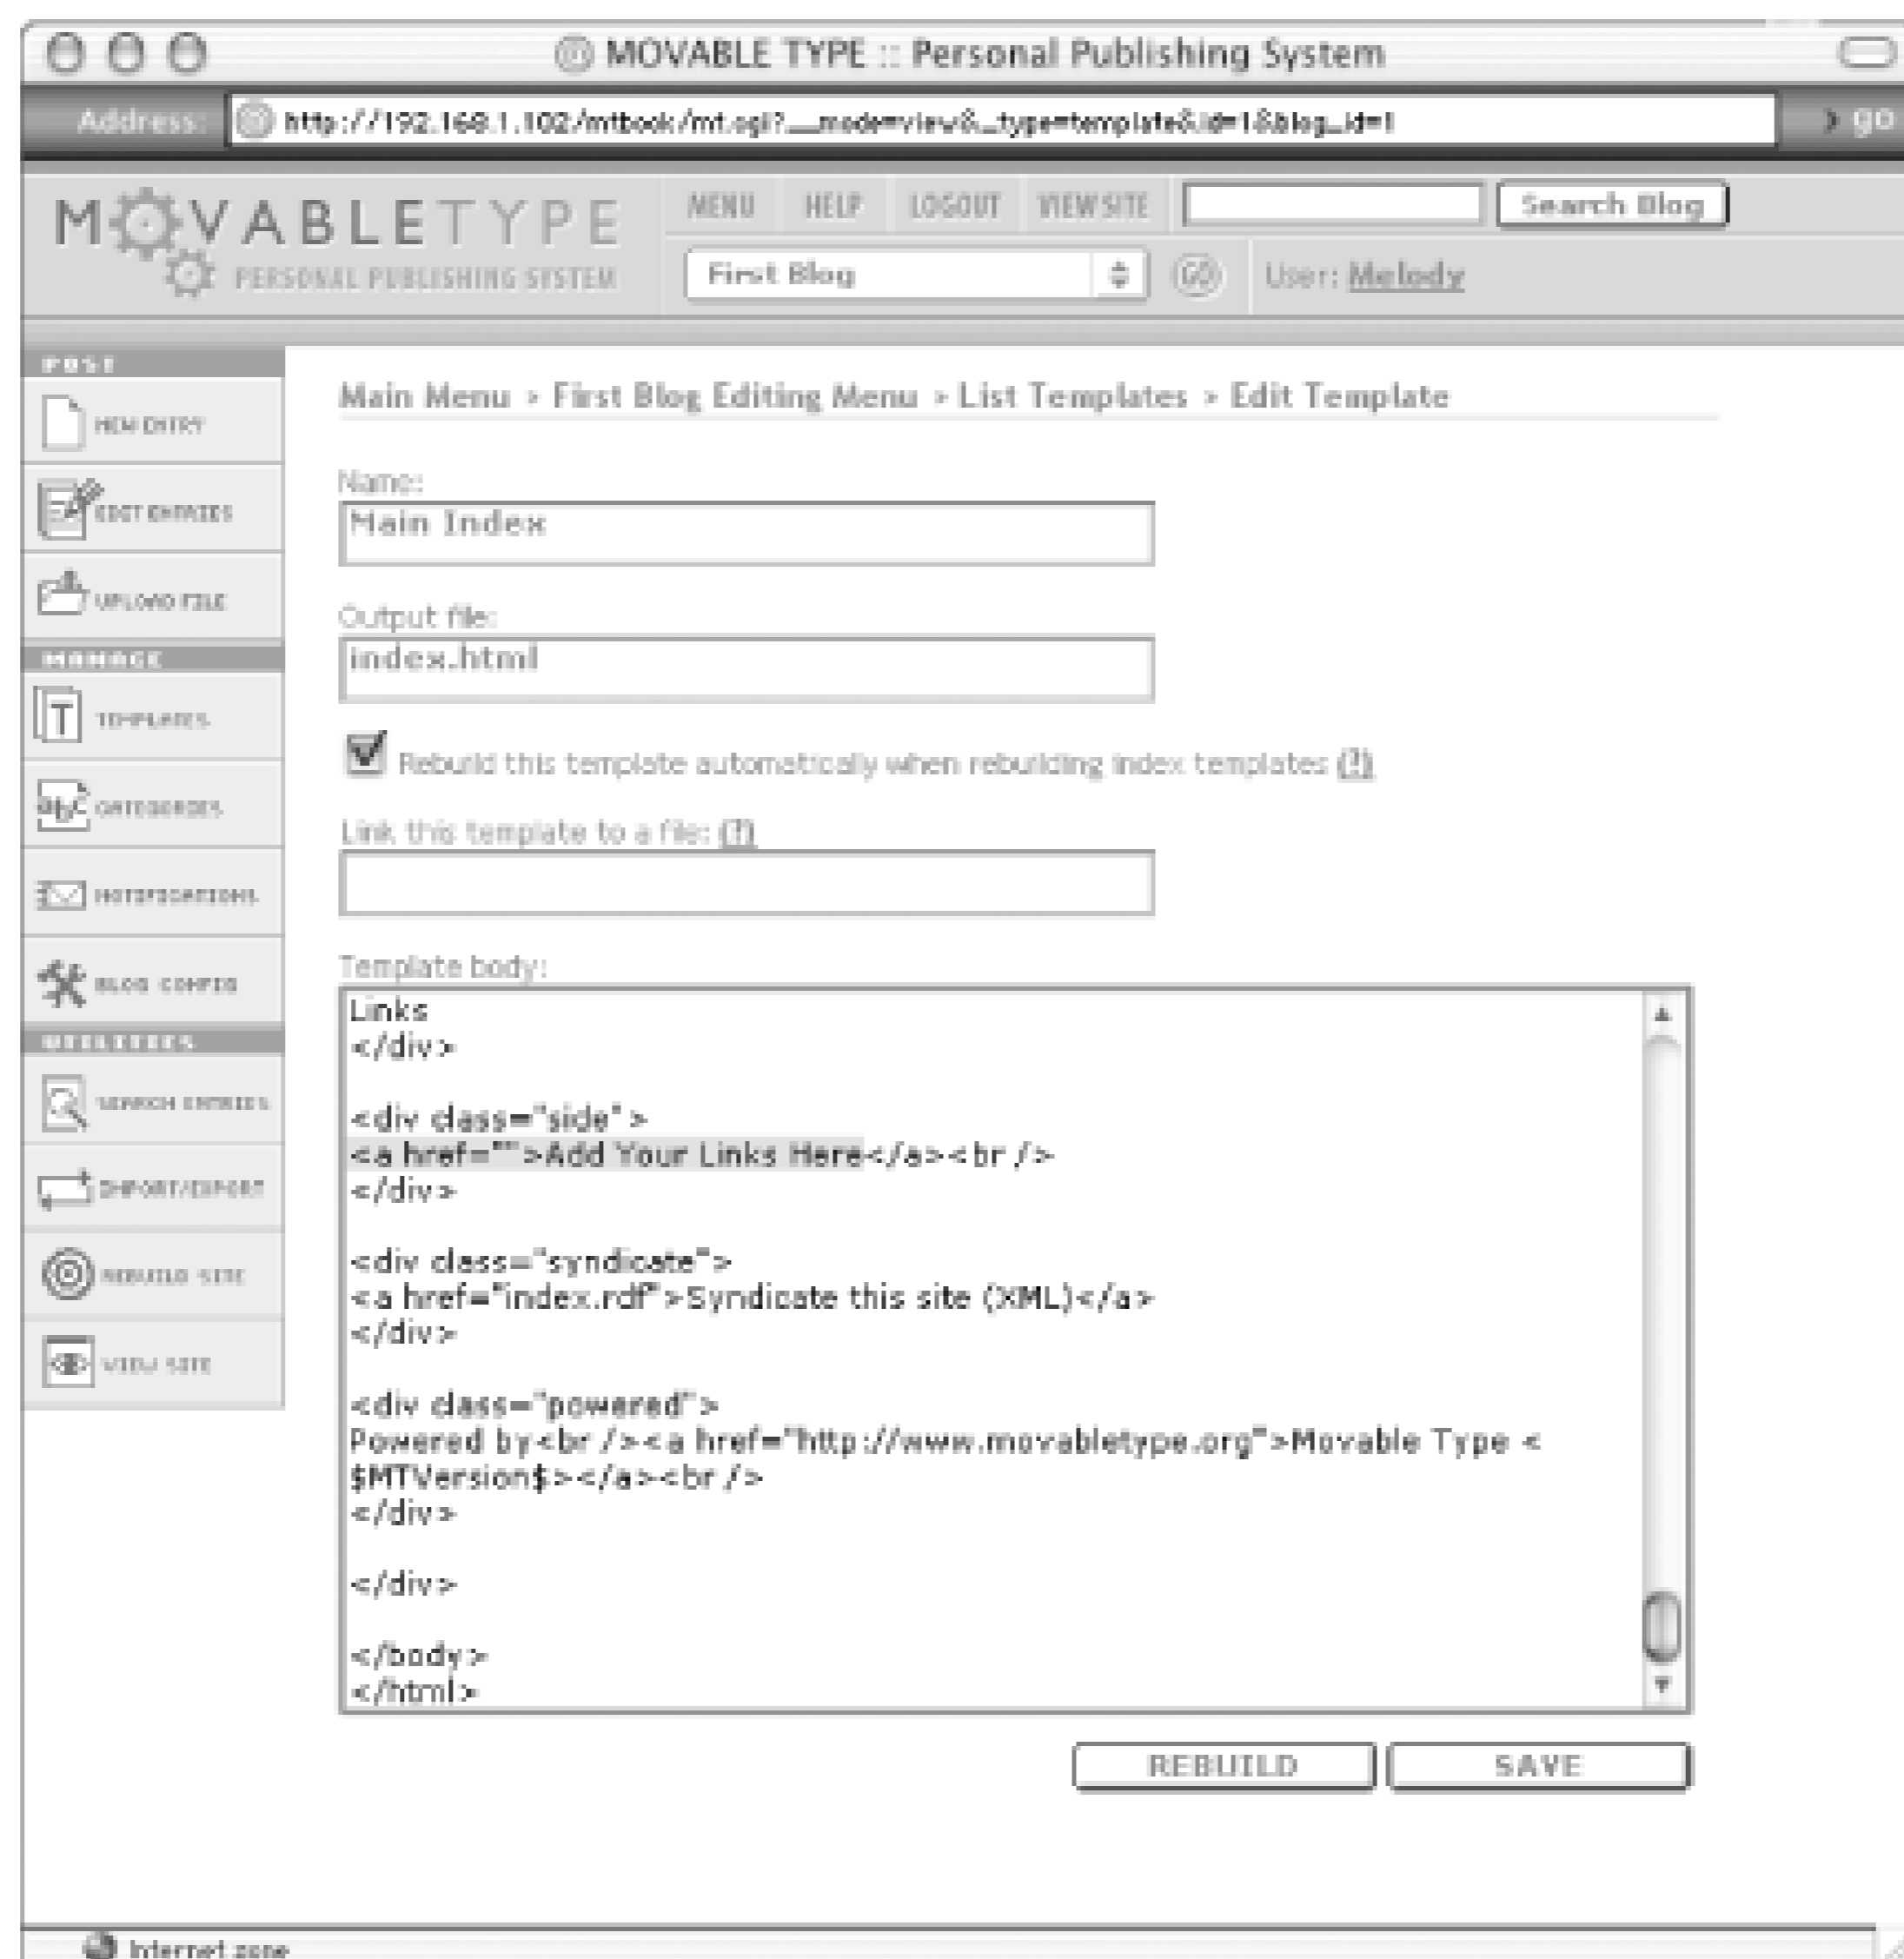 MOVABLE TYPE :: Personal Publishing System
Address: http://192.168.1.102/mtbook/mt.cgi?__mode=view&_type=template&id=1&blog_id=1 > go
MOVABLETYPE
PERSONAL PUBLISHING SYSTEM
MENU HELP LOGOUT VIEW SITE Search Blog
First Blog GO User: Melody
POST
NEW ENTRY
EDIT ENTRIES
UPLOAD FILE
MANAGE
T TEMPLATES
abc CATEGORIES
NOTIFICATIONS
BLOG CONFIG
UTILITIES
SEARCH ENTRIES
IMPORT/EXPORT
REBUILD SITE
VIEW SITE
Main Menu > First Blog Editing Menu > List Templates > Edit Template
Name:
Main Index
Output file:
index.html
Rebuild this template automatically when rebuilding index templates (?)
Link this template to a file: (?)
Template body:
Links
</div>
<div class="side">
<a href="">Add Your Links Here</a><br />
</div>
<div class="syndicate">
<a href="index.rdf">Syndicate this site (XML)</a>
</div>
<div class="powered">
Powered by<br /><a href="http://www.movabletype.org">Movable Type <
$MTVersion$></a><br />
</div>
</div>
</body>
</html>
REBUILD SAVE
Internet zone